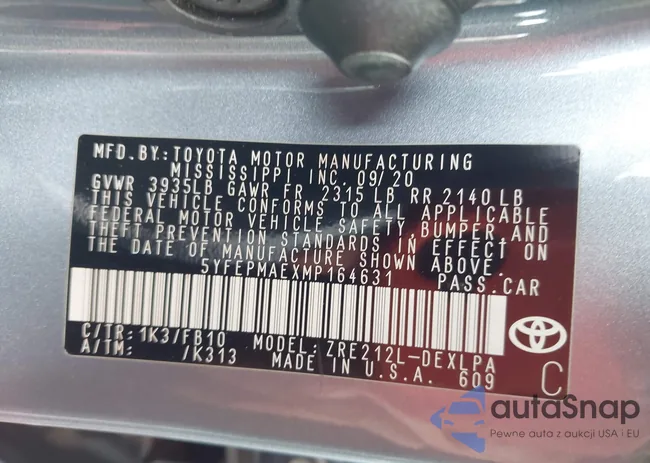 MFD. BY: TOYOTA MOTOR MANUFACTURING
MISSISSIPPI INC. 09/20
GVWR 3935LB GAWR FR 2315 LB RR 2140 LB
THIS VEHICLE CONFORMS TO ALL APPLICABLE
FEDERAL MOTOR VEHICLE SAFETY, BUMPER AND
THEFT PREVENTION STANDARDS IN EFFECT ON
THE DATE OF MANUFACTURE SHOWN ABOVE.
5YFEPMAEXMP164631 PASS.CAR
C/TR: 1K3/FB10 MODEL: ZRE212L-DEXLPA
A/TM: /K313 MADE IN U.S.A. 609
C
autaSnap
Pewne auta z aukcji USA i EU